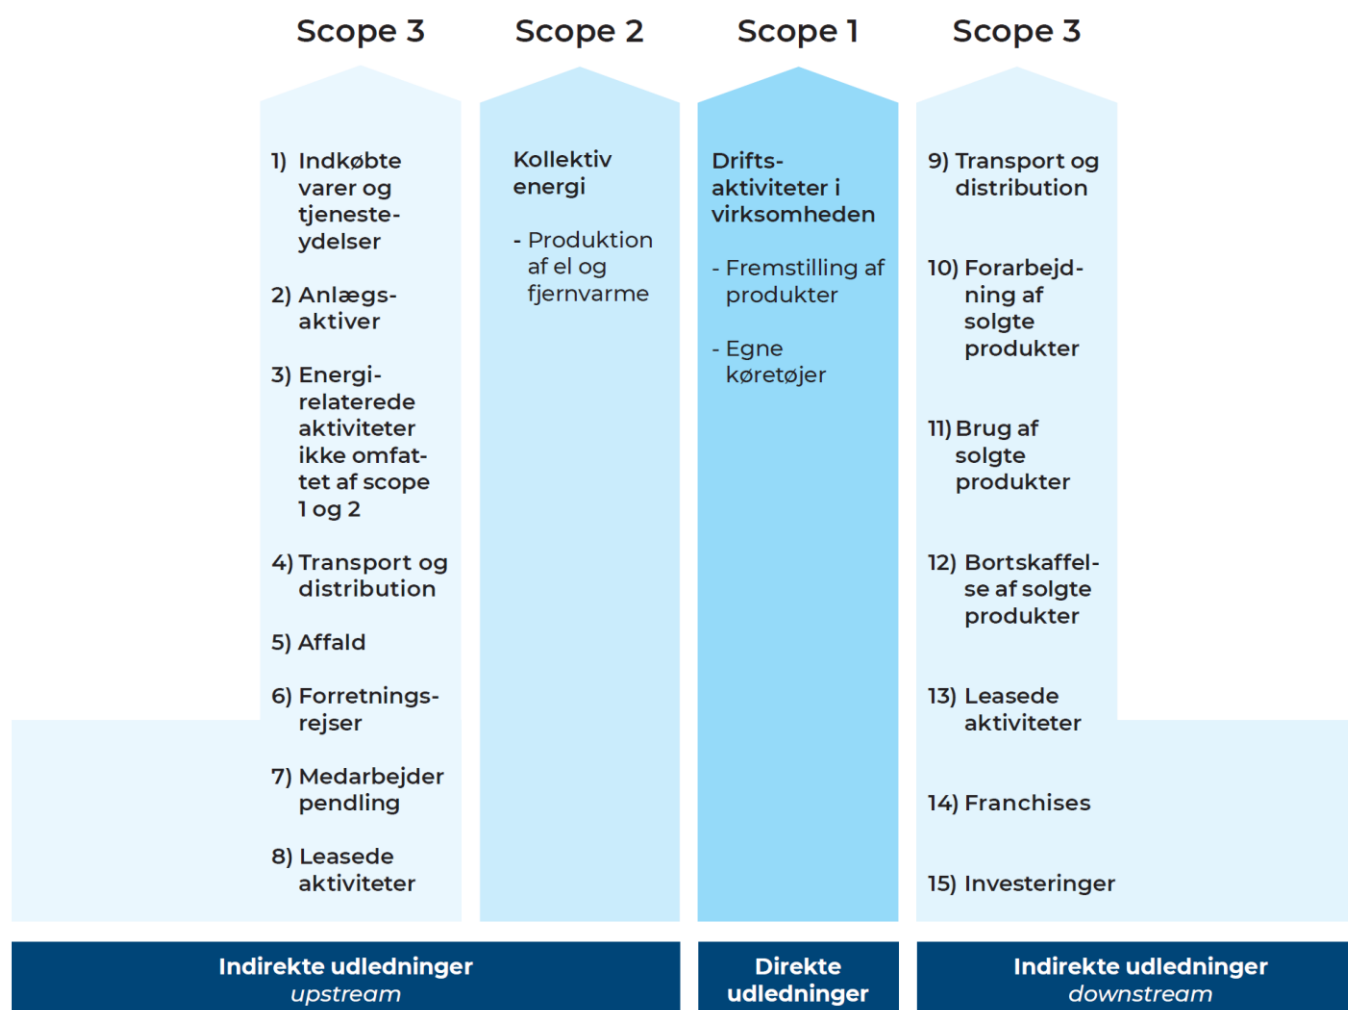 Scope 3
Scope 2
Scope 1
Scope 3
1) Indkøbte
varer og
tjeneste-
ydelser
2) Anlægs-
aktiver
3) Energi-
relaterede
aktiviteter
ikke omfat-
tet af scope
1 og 2
4) Transport og
distribution
5) Affald
6) Forretnings-
rejser
7) Medarbejder
pendling
8) Leasede
aktiviteter
Kollektiv
energi
- Produktion
af el og
fjernvarme
Drifts-
aktiviteter i
virksomheden
- Fremstilling af
produkter
- Egne
køretøjer
9) Transport og
distribution
10) Forarbejd-
ning af
solgte
produkter
11) Brug af
solgte
produkter
12) Bortskaffel-
se af solgte
produkter
13) Leasede
aktiviteter
14) Franchises
15) Investeringer
Indirekte udledninger
upstream
Direkte
udledninger
Indirekte udledninger
downstream